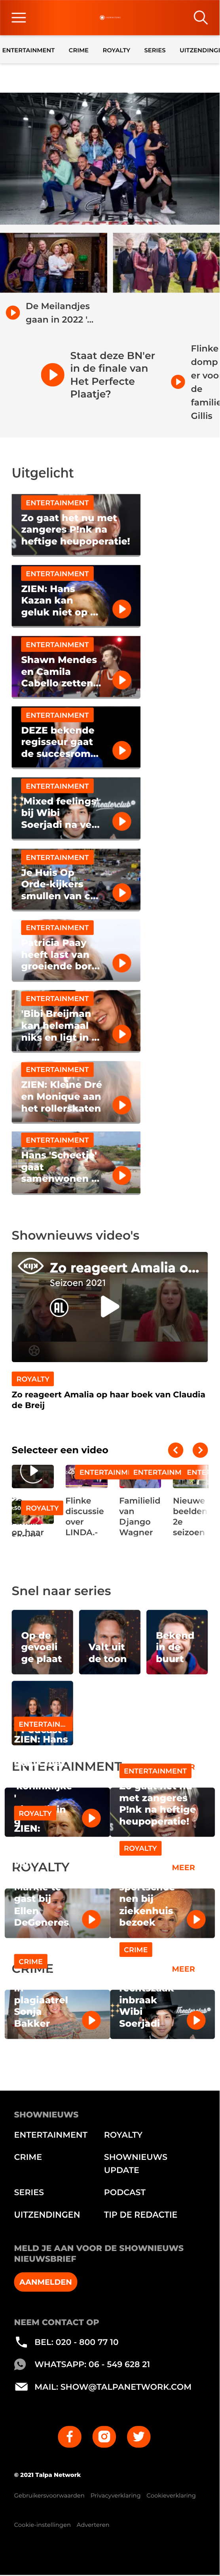 ENTERTAINMENT CRIME ROYALTY SERIES UITZENDING
De Meilandjes
gaan in 2022 '...
Staat deze BN'er
in de finale van
Het Perfecte
Plaatje?
Flinke
domp
er voo
de
familie
Gillis
Uitgelicht
ENTERTAINMENT
Zo gaat het nu met
zangeres P!nk na
heftige heupoperatie!
ENTERTAINMENT
ZIEN: Hans
Kazan kan
geluk niet op ...
ENTERTAINMENT
Shawn Mendes
en Camila
Cabello zetten...
ENTERTAINMENT
DEZE bekende
regisseur gaat
de succesrom...
ENTERTAINMENT
'Mixed feelings'
bij Wibi
Soerjadi na ve...
ENTERTAINMENT
Je Huis Op
Orde-kijkers
smullen van c...
ENTERTAINMENT
Patricia Paay
heeft last van
groeiende bor...
ENTERTAINMENT
'Bibi Breijman
kan helemaal
niks en ligt in ...
ENTERTAINMENT
ZIEN: Kleine Dré
en Monique aan
het rollerskaten
ENTERTAINMENT
Hans 'Scheetje'
gaat
samenwonen ...
Shownieuws video's
KIJK
Zo reageert Amalia o...
Seizoen 2021
AL
ROYALTY
Zo reageert Amalia op haar boek van Claudia
de Breij
Selecteer een video
ROYALTY
op haar
ENTERTAINM
Flinke
discussie
over
LINDA.-
ENTERTAINM
Familielid
van
Django
Wagner
ENTE
Nieuwe
beelden
2e
seizoen
Snel naar series
Op de
gevoeli
ge plaat
Valt uit
de toon
Bekend
in de
buurt
ENTERTAIN...
ZIEN: Hans
ENTERTAINMENT
ENTERTAINMENT
zangeres
met zangeres
P!nk na heftige
heupoperatie!
ROYALTY
ZIEN:
ROYALTY
ROYALTY
MEER
gast bij
Ellen
DeGeneres
nen bij
ziekenhuis
bezoek
CRIME
CRIME
CRIME
MEER
plagiaatrel
Sonja
Bakker
inbraak
Wibi
Soerjadi
SHOWNIEUWS
ENTERTAINMENT
ROYALTY
CRIME
SHOWNIEUWS
UPDATE
SERIES
PODCAST
UITZENDINGEN
TIP DE REDACTIE
MELD JE AAN VOOR DE SHOWNIEUWS
NIEUWSBRIEF
AANMELDEN
NEEM CONTACT OP
BEL: 020 - 800 77 10
WHATSAPP: 06 - 549 628 21
MAIL: SHOW@TALPANETWORK.COM
© 2021 Talpa Network
Gebruikersvoorwaarden Privacyverklaring Cookieverklaring
Cookie-instellingen Adverteren